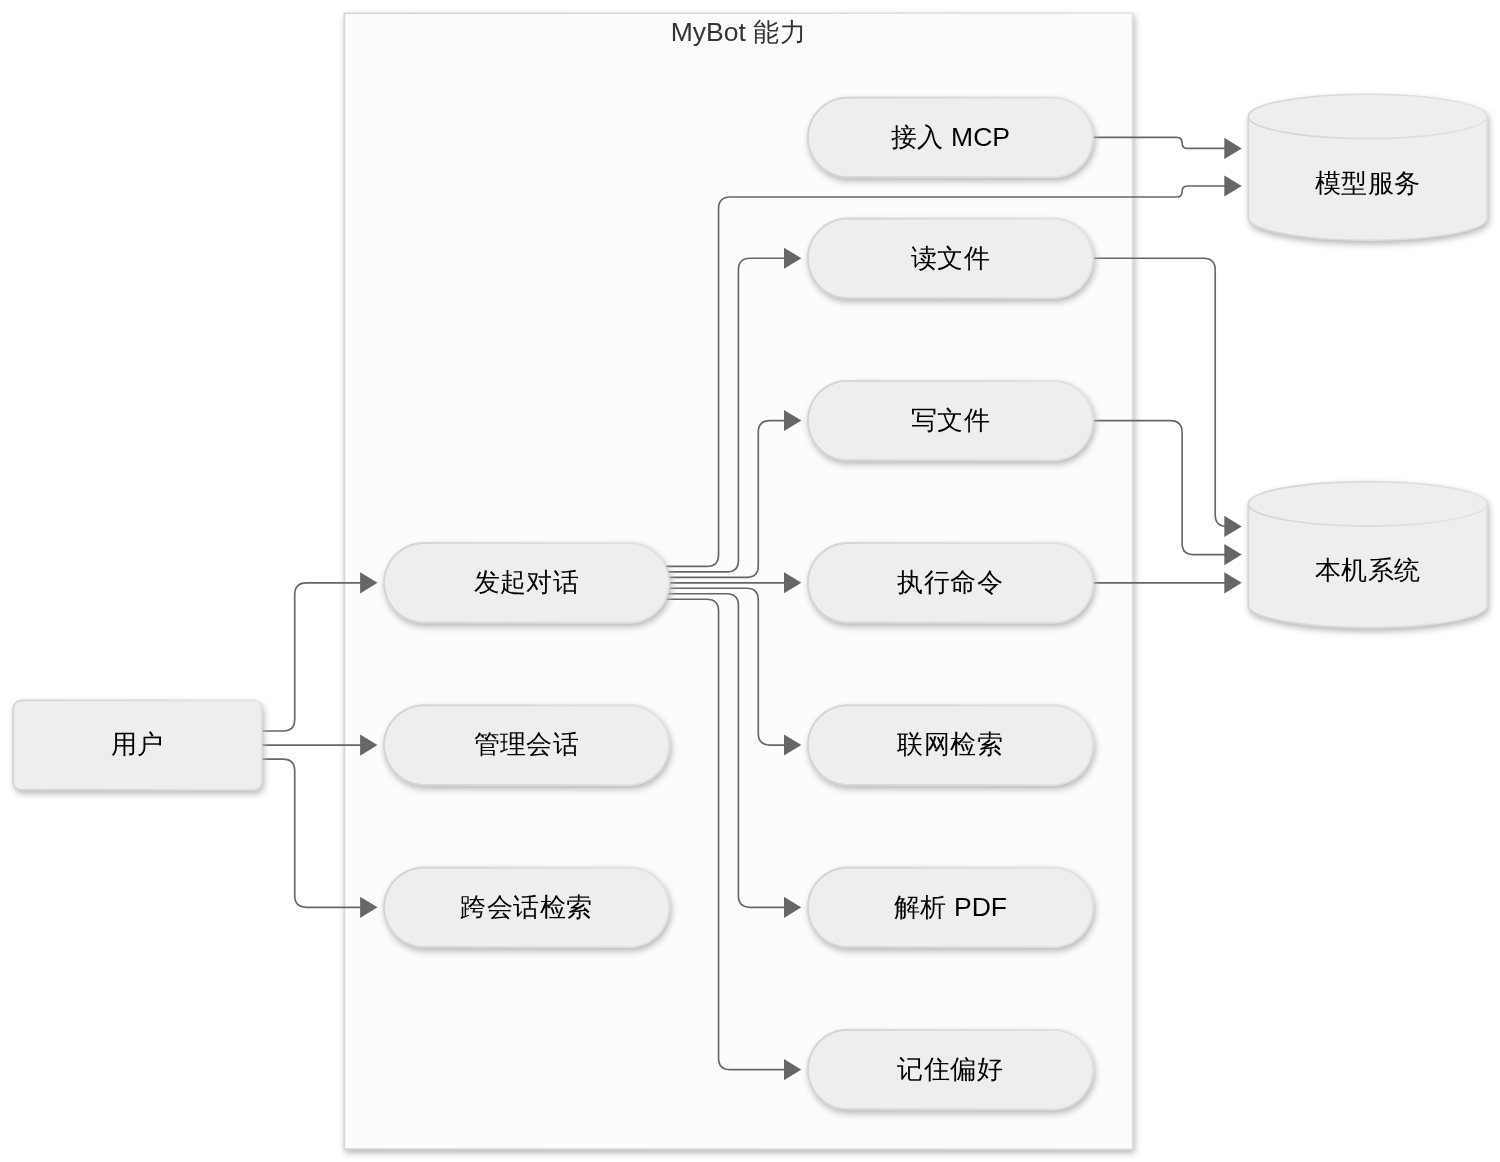 MyBot 能力
接入 MCP
模型服务
读文件
写文件
发起对话
执行命令
本机系统
用户
管理会话
联网检索
跨会话检索
解析 PDF
记住偏好